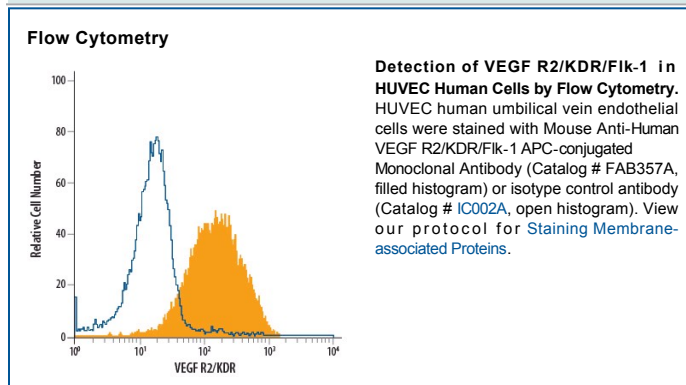 Flow Cytometry
Detection of VEGF R2/KDR/Flk-1 in
HUVEC Human Cells by Flow Cytometry.
HUVEC human umbilical vein endothelial
cells were stained with Mouse Anti-Human
VEGF R2/KDR/Flk-1 APC-conjugated
Monoclonal Antibody (Catalog # FAB357A,
filled histogram) or isotype control antibody
(Catalog # IC002A, open histogram). View
our protocol for Staining Membrane-
associated Proteins.
Relative Cell Number
100
80
60
40
20
0
10⁰ 10¹ 10² 10³ 10⁴
VEGF R2/KDR